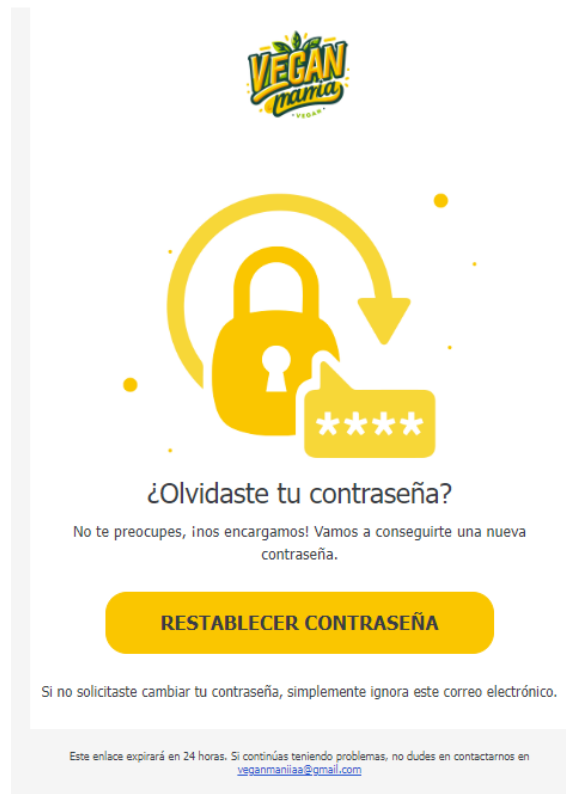 VEGAN
mania
• VEGAN •
****
¿Olvidaste tu contraseña?
No te preocupes, ¡nos encargamos! Vamos a conseguirte una nueva
contraseña.
RESTABLECER CONTRASEÑA
Si no solicitaste cambiar tu contraseña, simplemente ignora este correo electrónico.
Este enlace expirará en 24 horas. Si continúas teniendo problemas, no dudes en contactarnos en
veganmaniiaa@gmail.com